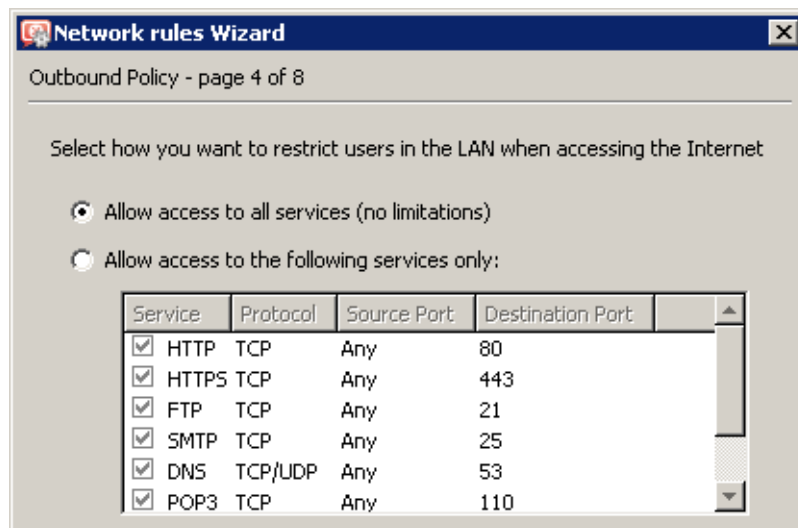 Network rules Wizard
Outbound Policy - page 4 of 8
Select how you want to restrict users in the LAN when accessing the Internet
Allow access to all services (no limitations)
Allow access to the following services only:
Service Protocol Source Port Destination Port
HTTP TCP Any 80
HTTPS TCP Any 443
FTP TCP Any 21
SMTP TCP Any 25
DNS TCP/UDP Any 53
POP3 TCP Any 110